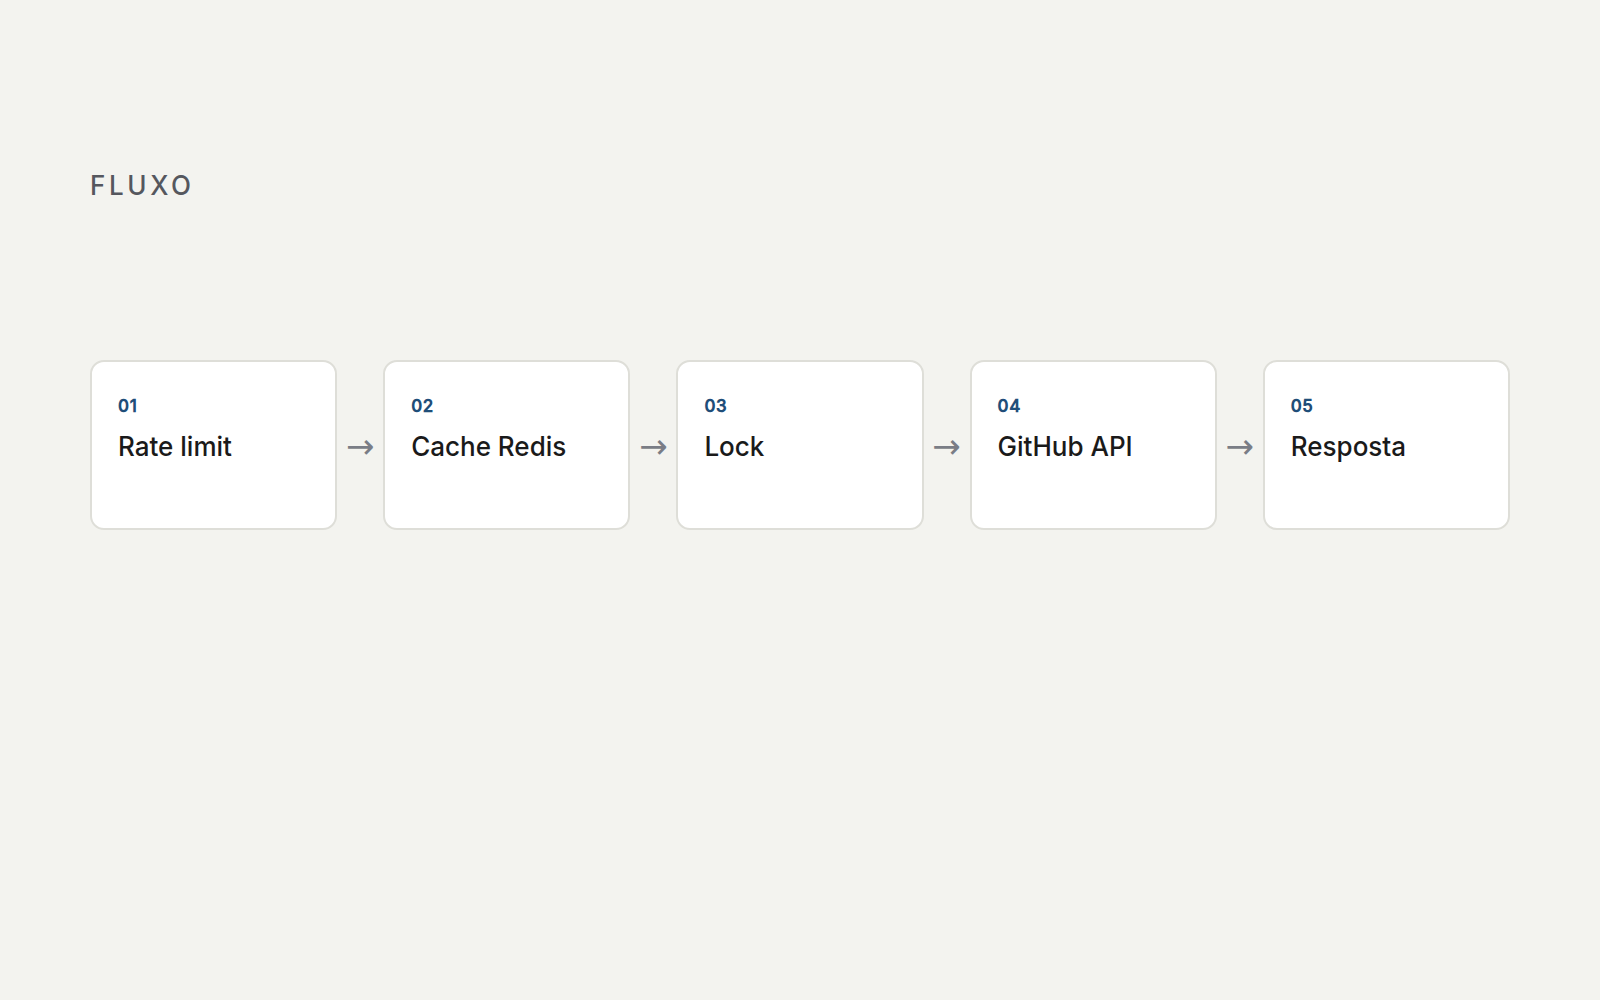 FLUXO
01
Rate limit
→
02
Cache Redis
→
03
Lock
→
04
GitHub API
→
05
Resposta